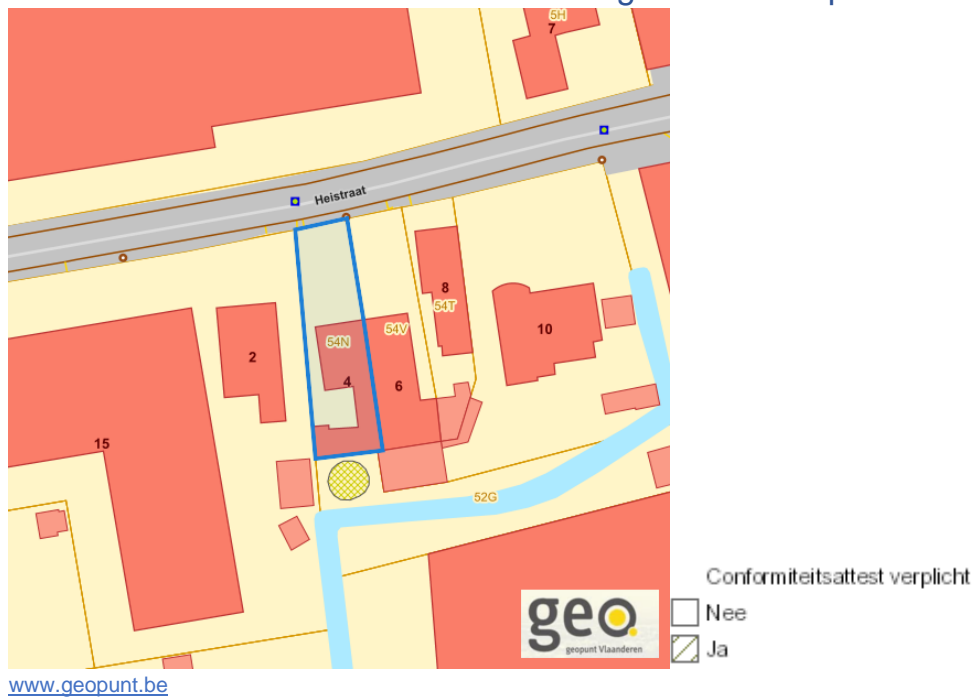 5H
7
Heistraat
8
54T
10
54V
54N
2
4
6
15
52G
geo
geopunt Vlaanderen
Conformiteitsattest verplicht
Nee
Ja
www.geopunt.be